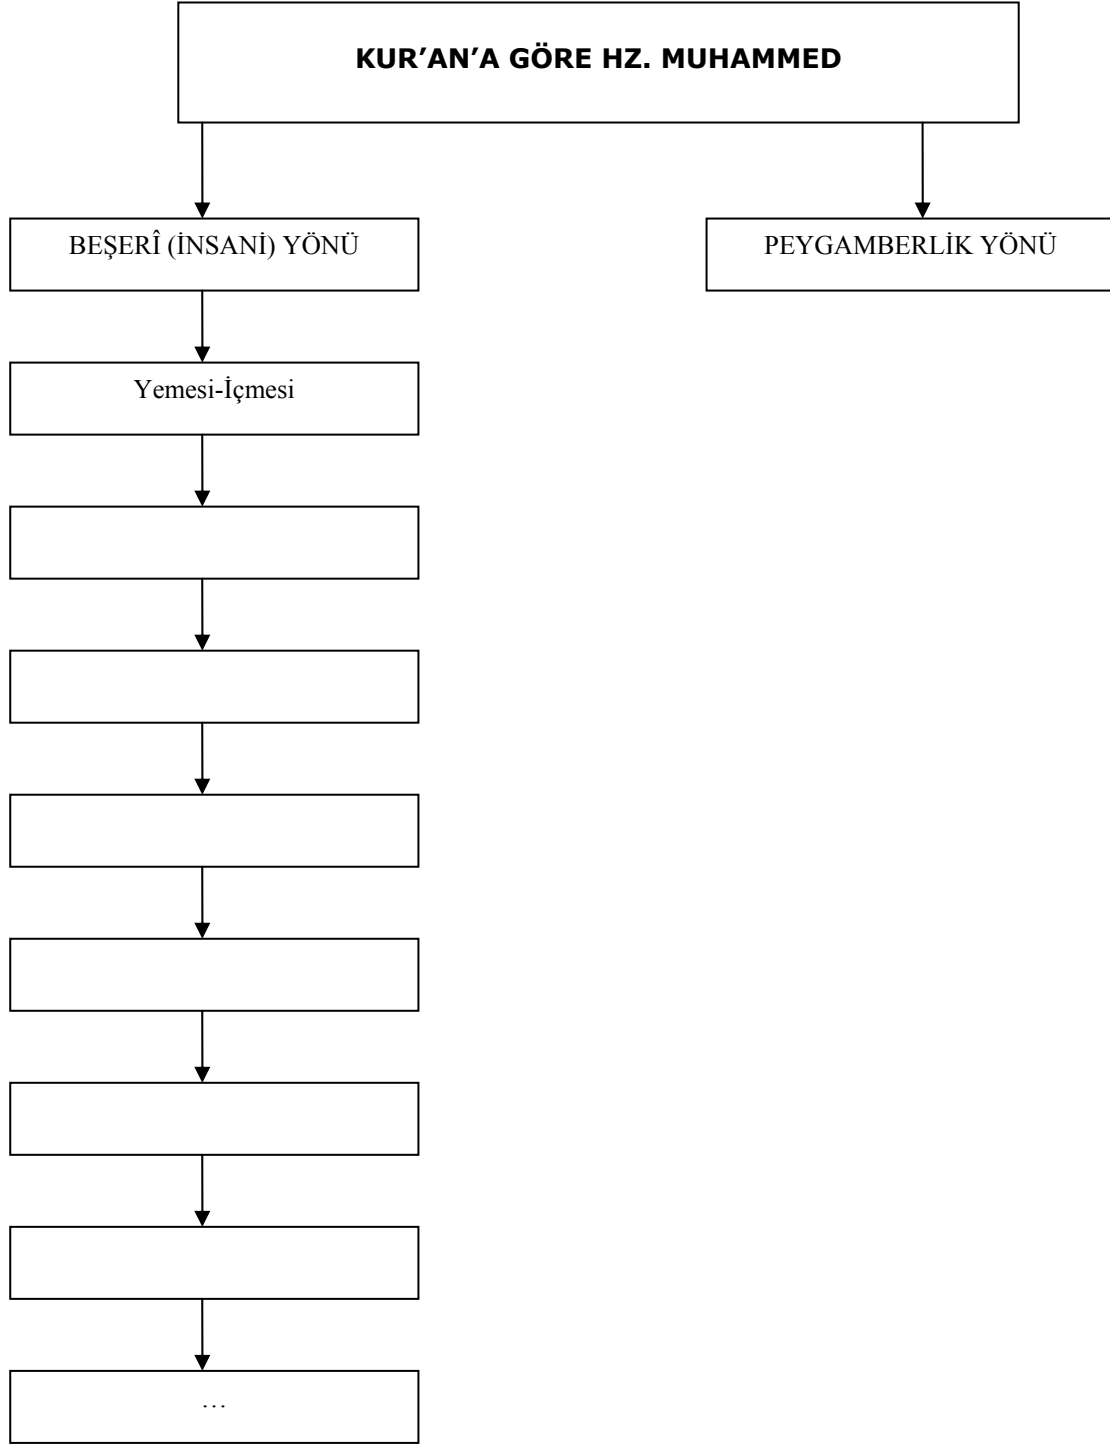 KUR’AN’A GÖRE HZ. MUHAMMED
BEŞERÎ (İNSANİ) YÖNÜ
PEYGAMBERLİK YÖNÜ
Yemesi-İçmesi
…